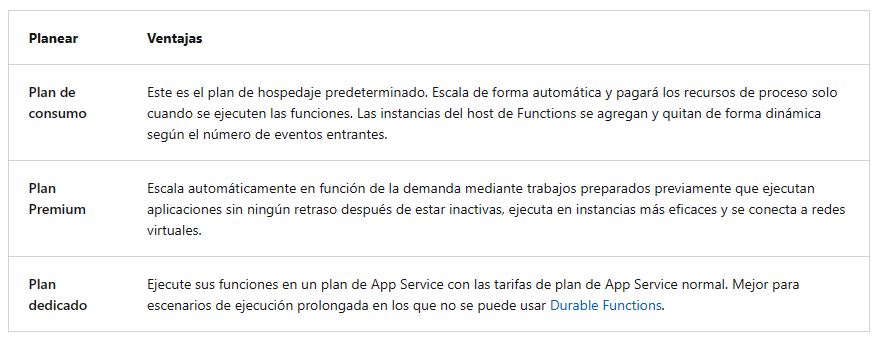 Planear Ventajas
Plan de consumo
Este es el plan de hospedaje predeterminado. Escala de forma automática y pagará los recursos de proceso solo
cuando se ejecuten las funciones. Las instancias del host de Functions se agregan y quitan de forma dinámica
según el número de eventos entrantes.
Plan Premium
Escala automáticamente en función de la demanda mediante trabajos preparados previamente que ejecutan
aplicaciones sin ningún retraso después de estar inactivas, ejecuta en instancias más eficaces y se conecta a redes
virtuales.
Plan dedicado
Ejecute sus funciones en un plan de App Service con las tarifas de plan de App Service normal. Mejor para
escenarios de ejecución prolongada en los que no se puede usar Durable Functions.